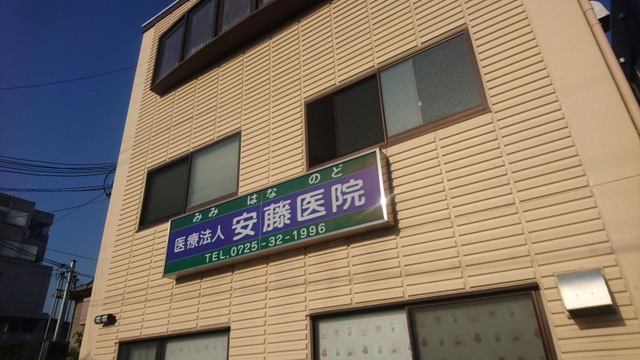 みみ はな のど
医療法人 安藤医院
TEL.0725-32-1996